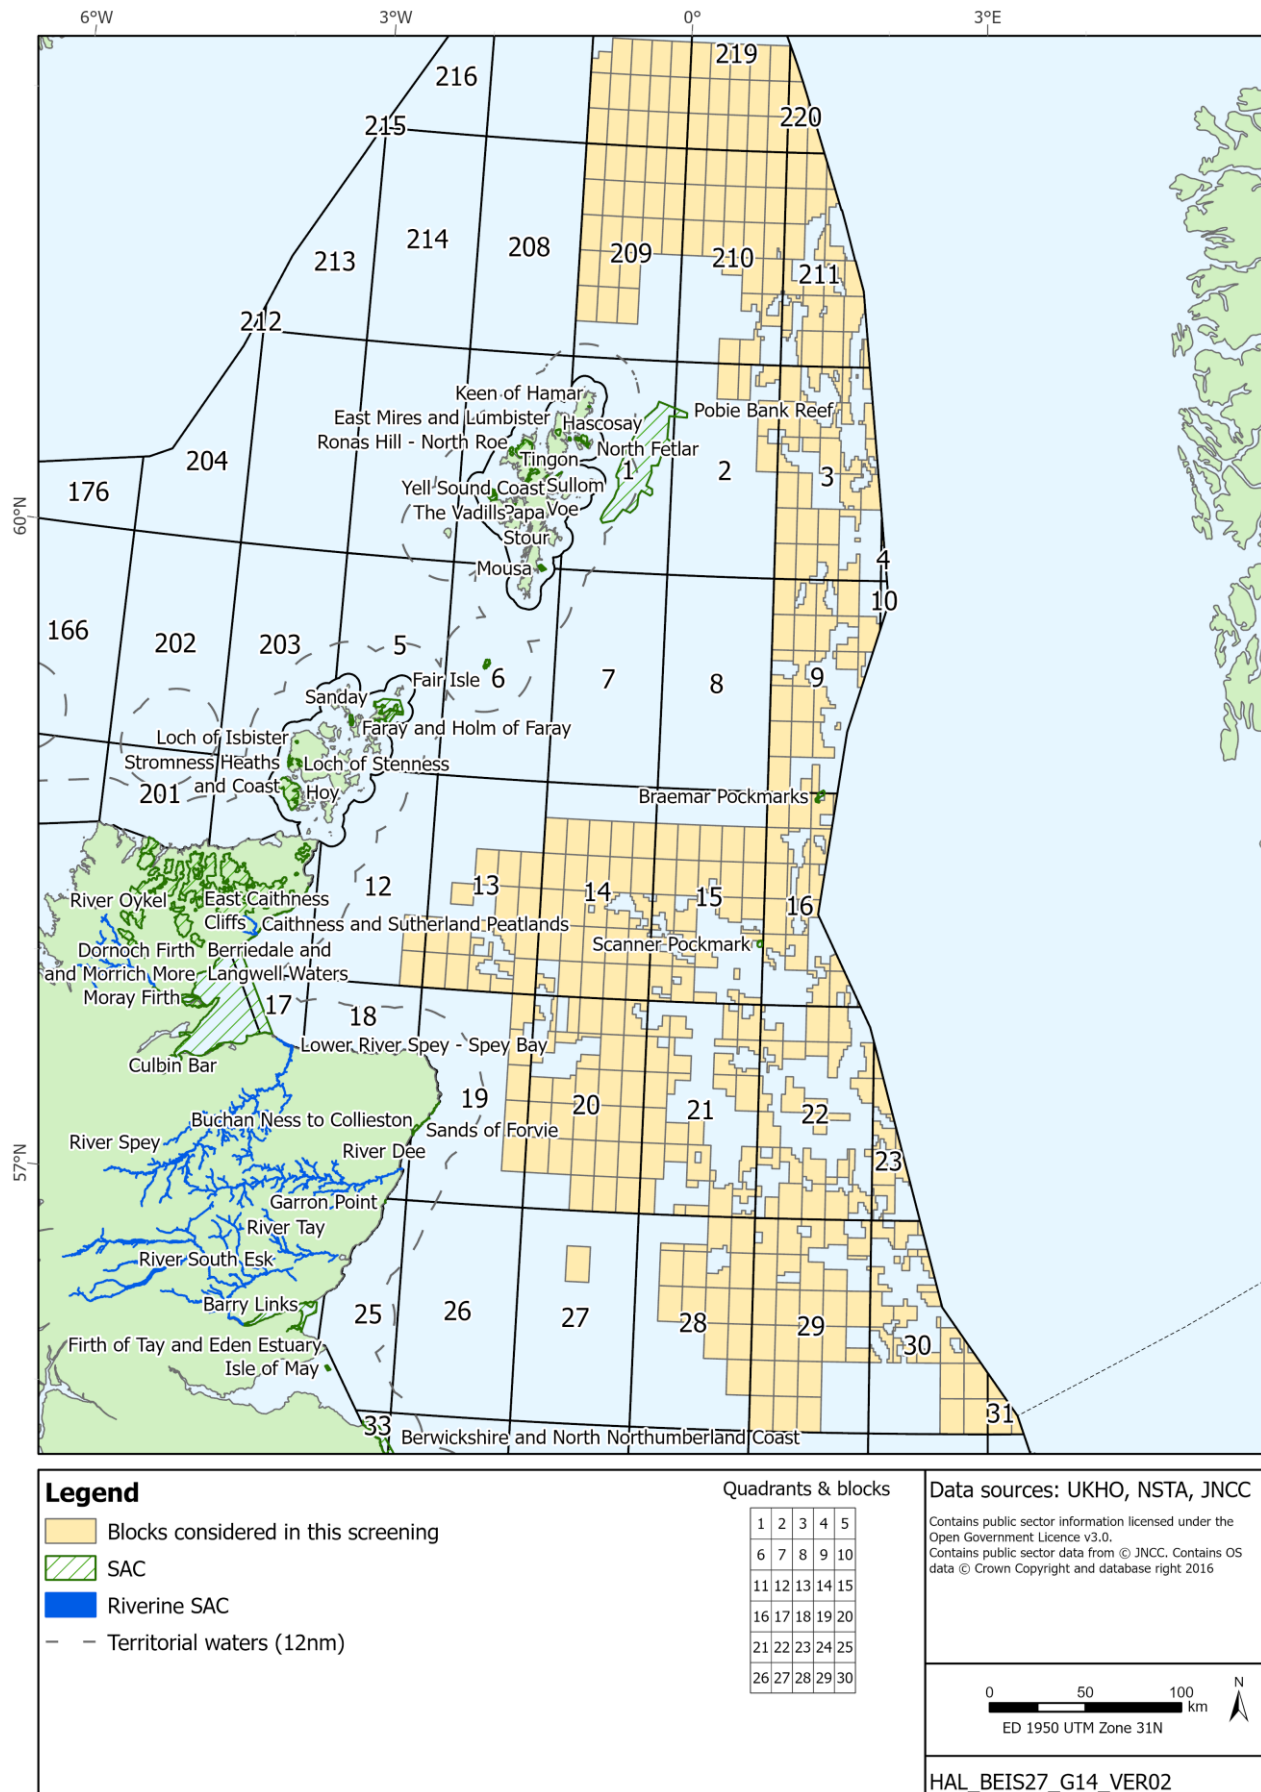 6°W
3°W
0°
3°E
219
216
220
215
214
208
209
210
213
211
212
Keen of Hamar
East Mires and Lumbister
Hascosay
Pobie Bank Reef
Ronas Hill - North Roe
North Fetlar
204
Tingon
1
2
3
176
Yell Sound Coast
Sullom
The Vadills
Papa
Voe
60°N
Stour
4
Mousa
10
166
202
203
5
Fair Isle
6
7
8
9
Sanday
Faray and Holm of Faray
Loch of Isbister
Stromness Heaths
Loch of Stenness
and Coast
Hoy
201
Braemar Pockmarks
12
13
14
15
16
River Oykel
East Caithness
Cliffs
Caithness and Sutherland Peatlands
Scanner Pockmark
Dornoch Firth
Berriedale and
and Morrich More
Langwell Waters
Moray Firth
17
18
Lower River Spey - Spey Bay
Culbin Bar
19
20
21
22
Buchan Ness to Collieston
Sands of Forvie
River Spey
River Dee
23
57°N
Garron Point
River Tay
River South Esk
Barry Links
25
26
27
28
29
30
Firth of Tay and Eden Estuary
Isle of May
31
33
Berwickshire and North Northumberland Coast
Legend
Blocks considered in this screening
SAC
Riverine SAC
Territorial waters (12nm)
Quadrants & blocks
1 2 3 4 5
6 7 8 9 10
11 12 13 14 15
16 17 18 19 20
21 22 23 24 25
26 27 28 29 30
Data sources: UKHO, NSTA, JNCC
Contains public sector information licensed under the
Open Government Licence v3.0.
Contains public sector data from © JNCC. Contains OS
data © Crown Copyright and database right 2016
N
0 50 100
km
ED 1950 UTM Zone 31N
HAL_BEIS27_G14_VER02